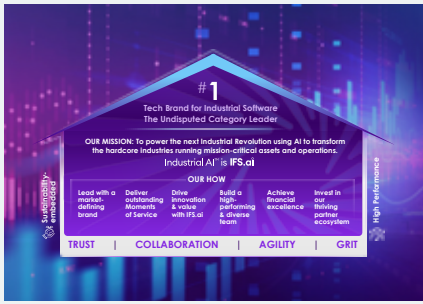 #1
Tech Brand for Industrial Software
The Undisputed Category Leader
OUR MISSION: To power the next Industrial Revolution using AI to transform
the hardcore industries running mission-critical assets and operations.
Industrial AI™ is IFS.ai
OUR HOW
Lead with a
market-
defining
brand
Deliver
outstanding
Moments
of Service
Drive
innovation
& value
with IFS.ai
Build a
high-
performing
& diverse
team
Achieve
financial
excellence
Invest in
our
thriving
partner
ecosystem
Sustainability-
embedded
High Performance
TRUST | COLLABORATION | AGILITY | GRIT